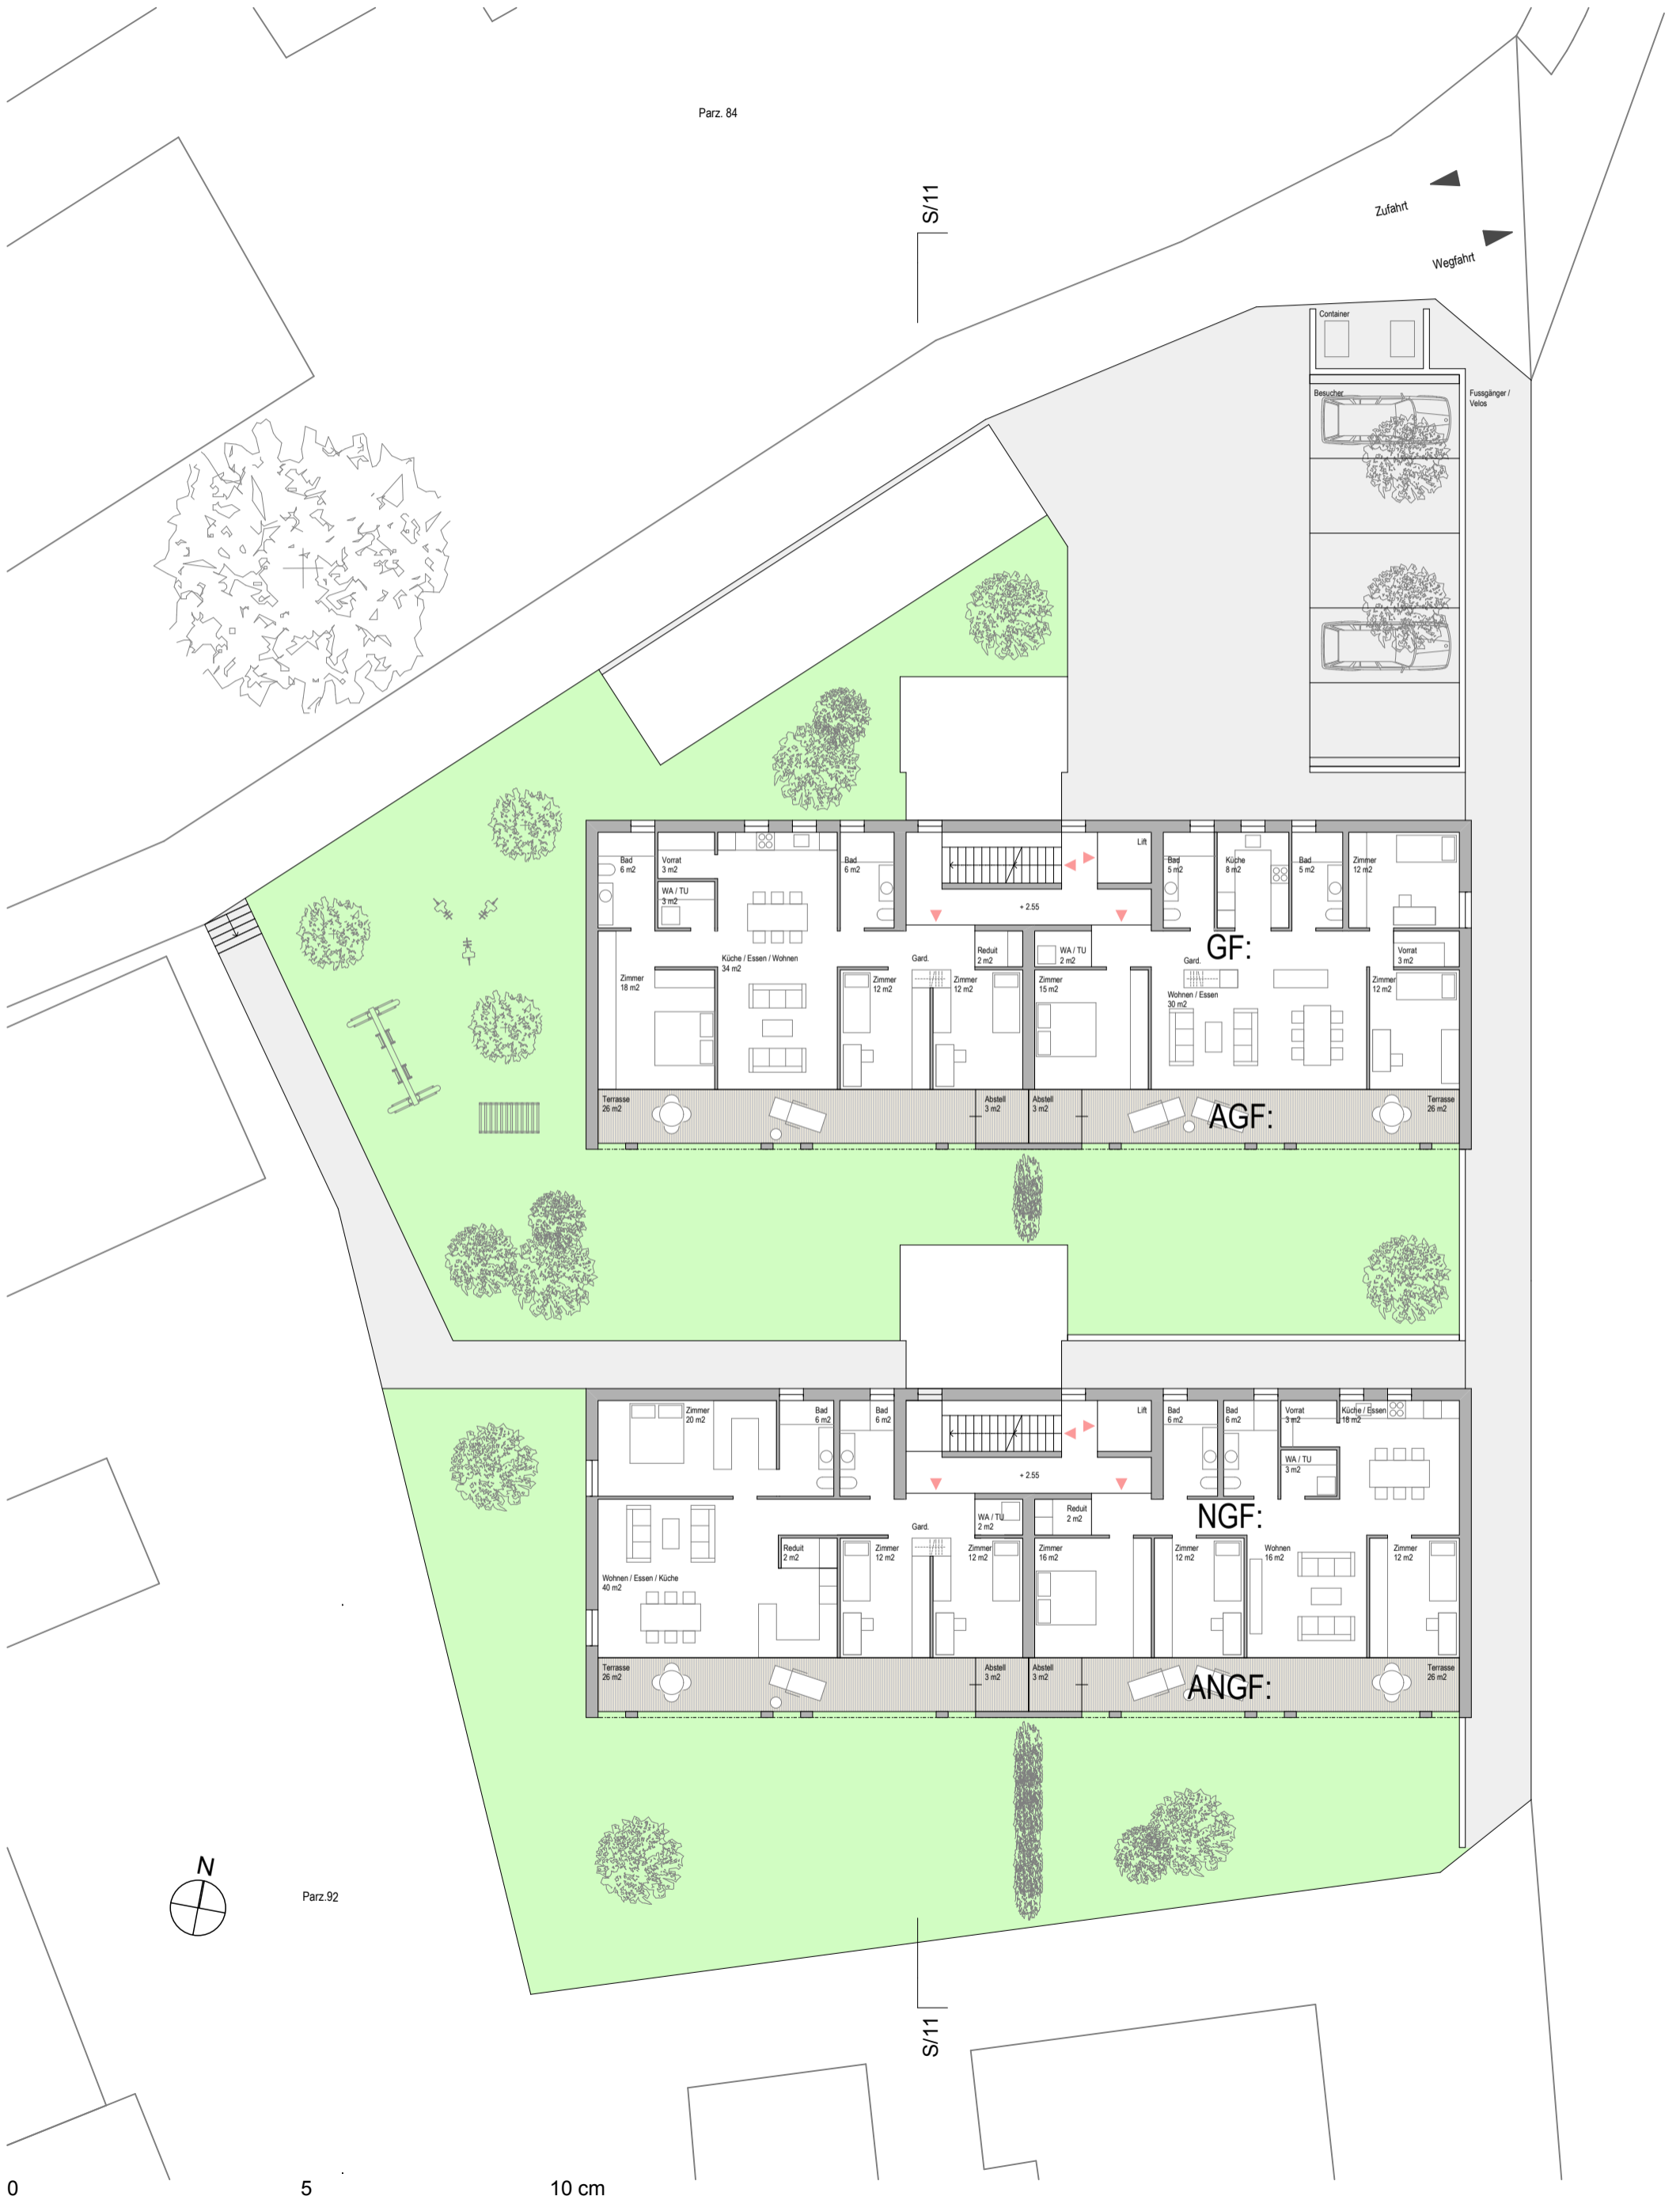 Parz. 84
S/11
Zufahrt
Wegfahrt
Container
Besucher
Fussgänger /
Velos
Bad
6 m2
Vorrat
3 m2
WA / TU
3 m2
Bad
6 m2
Lift
+ 2.55
Bad
5 m2
Küche
8 m2
Bad
5 m2
Zimmer
12 m2
GF:
Zimmer
18 m2
Küche / Essen / Wohnen
34 m2
Zimmer
12 m2
Gard.
Zimmer
12 m2
Reduit
2 m2
WA / TU
2 m2
Zimmer
15 m2
Gard.
Wohnen / Essen
30 m2
Vorrat
3 m2
Zimmer
12 m2
Terrasse
26 m2
Abstell
3 m2
Abstell
3 m2
AGF:
Terrasse
26 m2
Zimmer
20 m2
Bad
6 m2
Bad
6 m2
Lift
+ 2.55
Bad
6 m2
Bad
6 m2
Vorrat
3 m2
Küche / Essen
18 m2
WA / TU
3 m2
NGF:
Wohnen / Essen / Küche
40 m2
Reduit
2 m2
Zimmer
12 m2
Gard.
Zimmer
12 m2
WA / TU
2 m2
Reduit
2 m2
Zimmer
16 m2
Zimmer
12 m2
Wohnen
16 m2
Zimmer
12 m2
Terrasse
26 m2
Abstell
3 m2
Abstell
3 m2
ANGF:
Terrasse
26 m2
N
Parz.92
S/11
0 5 10 cm